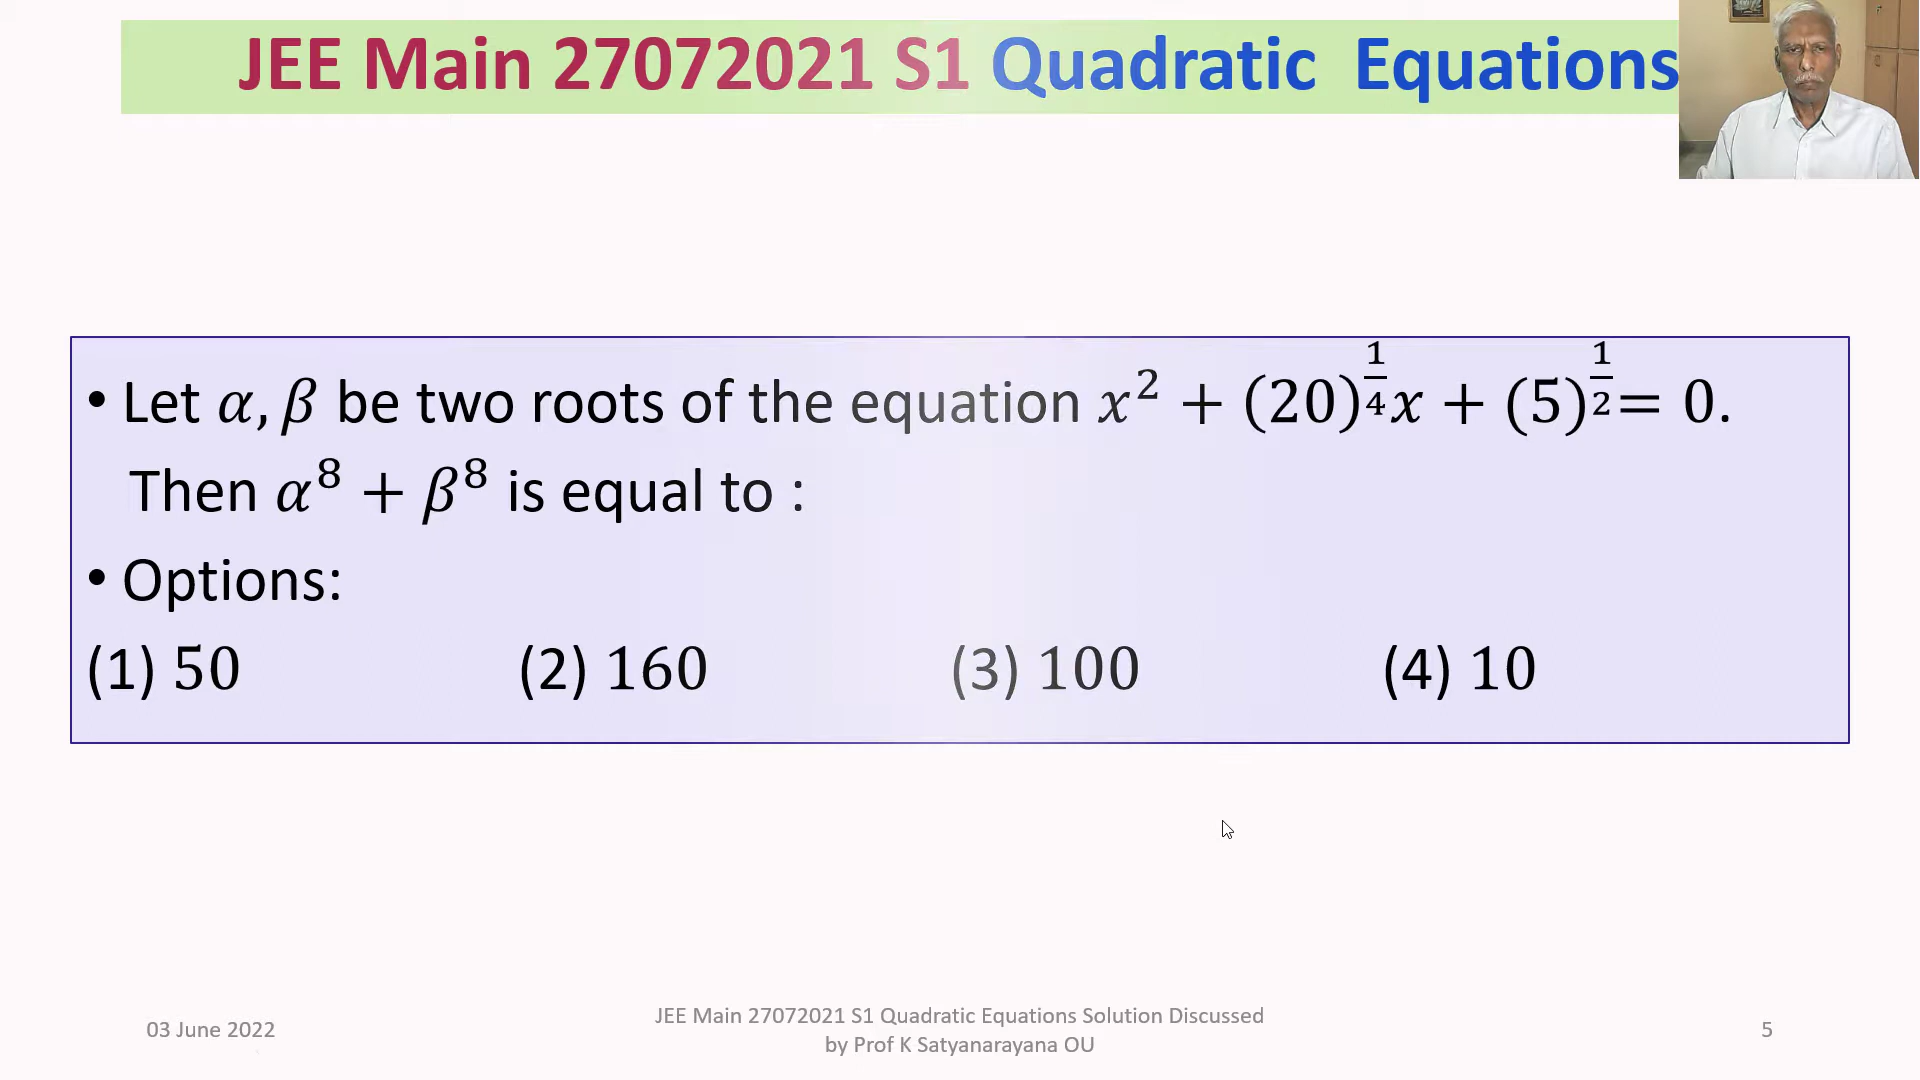 JEE Main 27072021 S1 Quadratic Equations
• Let α, β be two roots of the equation x² + (20)^(1/4) x + (5)^(1/2) = 0.
Then α⁸ + β⁸ is equal to :
• Options:
(1) 50 (2) 160 (3) 100 (4) 10
03 June 2022
JEE Main 27072021 S1 Quadratic Equations Solution Discussed
by Prof K Satyanarayana OU
5